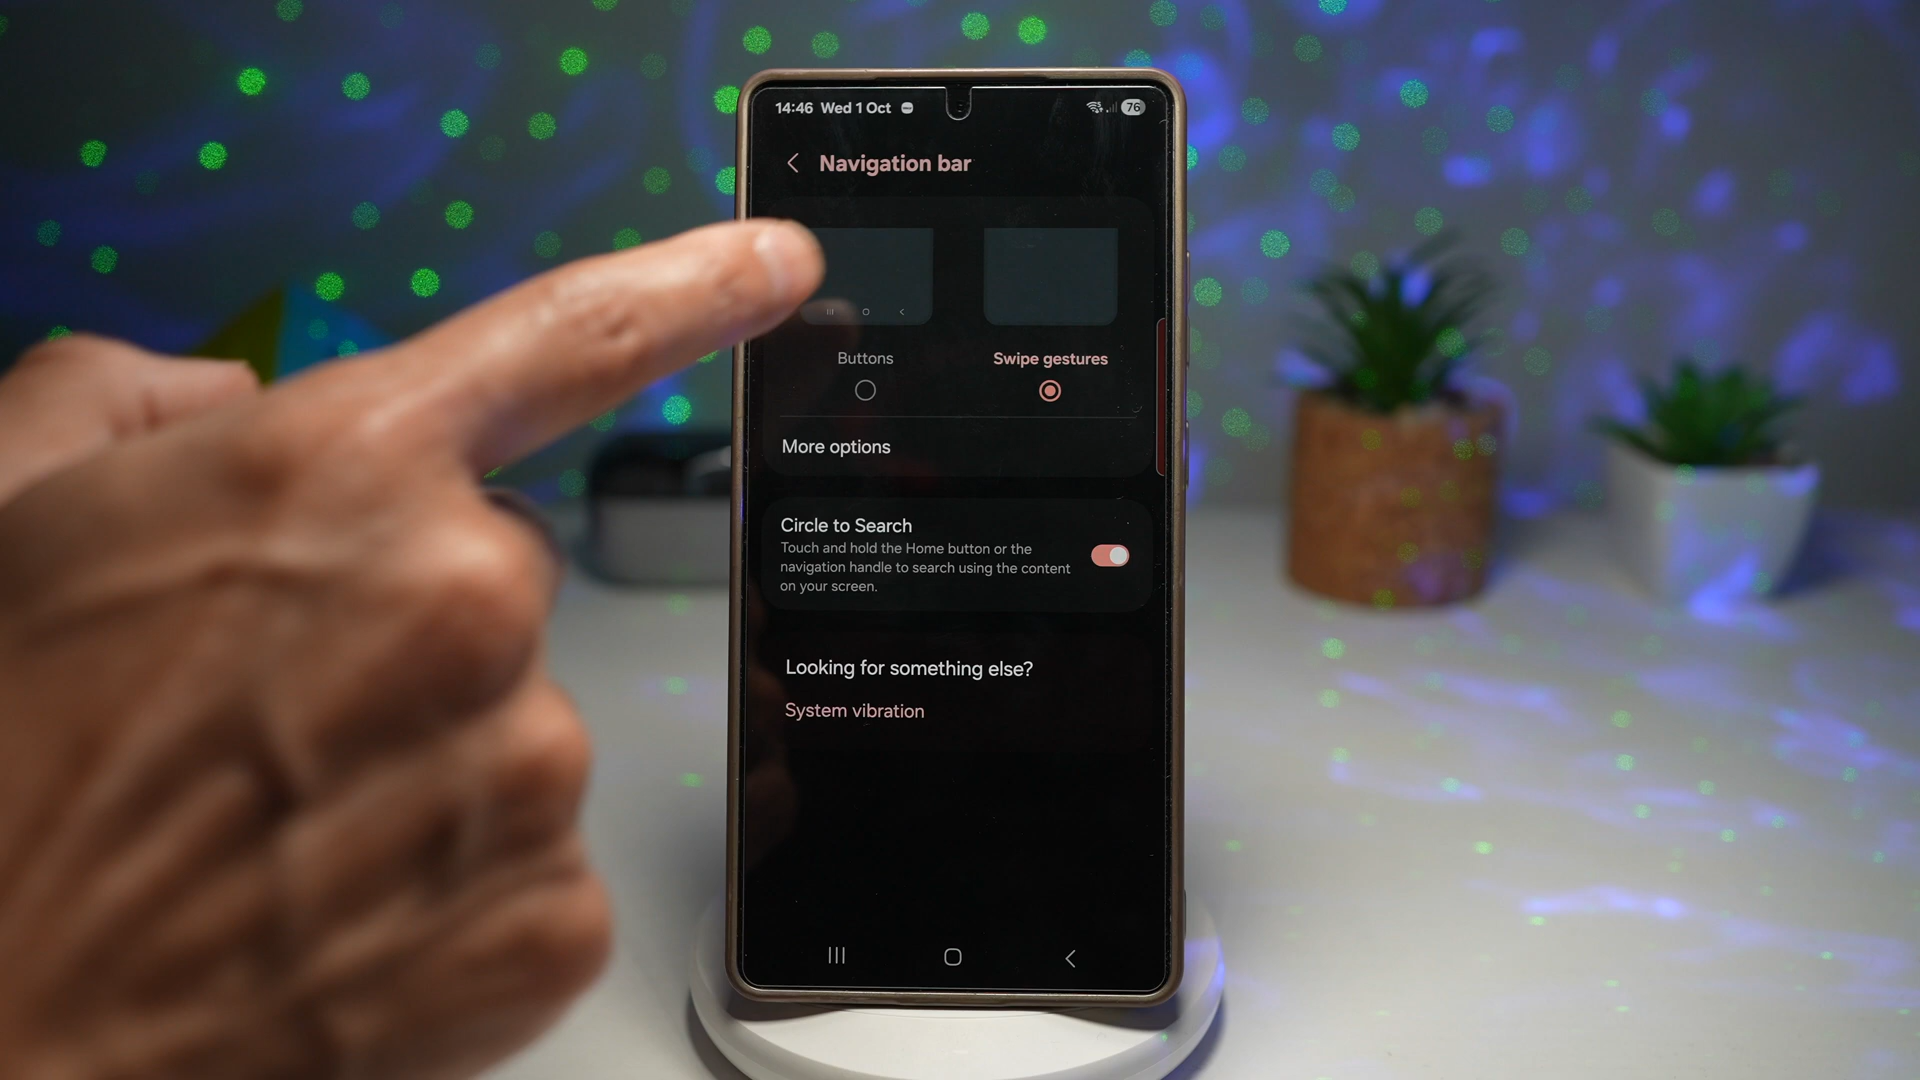 14:46 Wed 1 Oct 76
Navigation bar
Buttons
Swipe gestures
More options
Circle to Search
Touch and hold the Home button or the
navigation handle to search using the content
on your screen.
Looking for something else?
System vibration